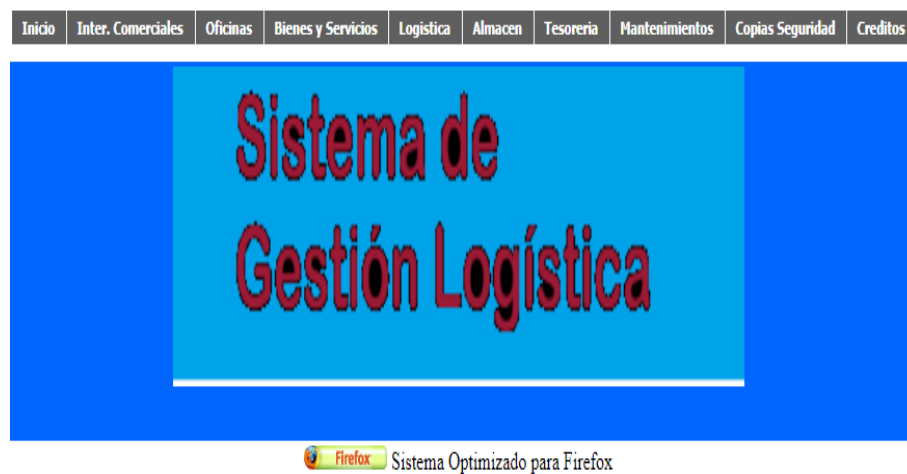 Inicio Inter. Comerciales Oficinas Bienes y Servicios Logistica Almacen Tesoreria Mantenimientos Copias Seguridad Creditos
Sistema de
Gestión Logística
Firefox Sistema Optimizado para Firefox